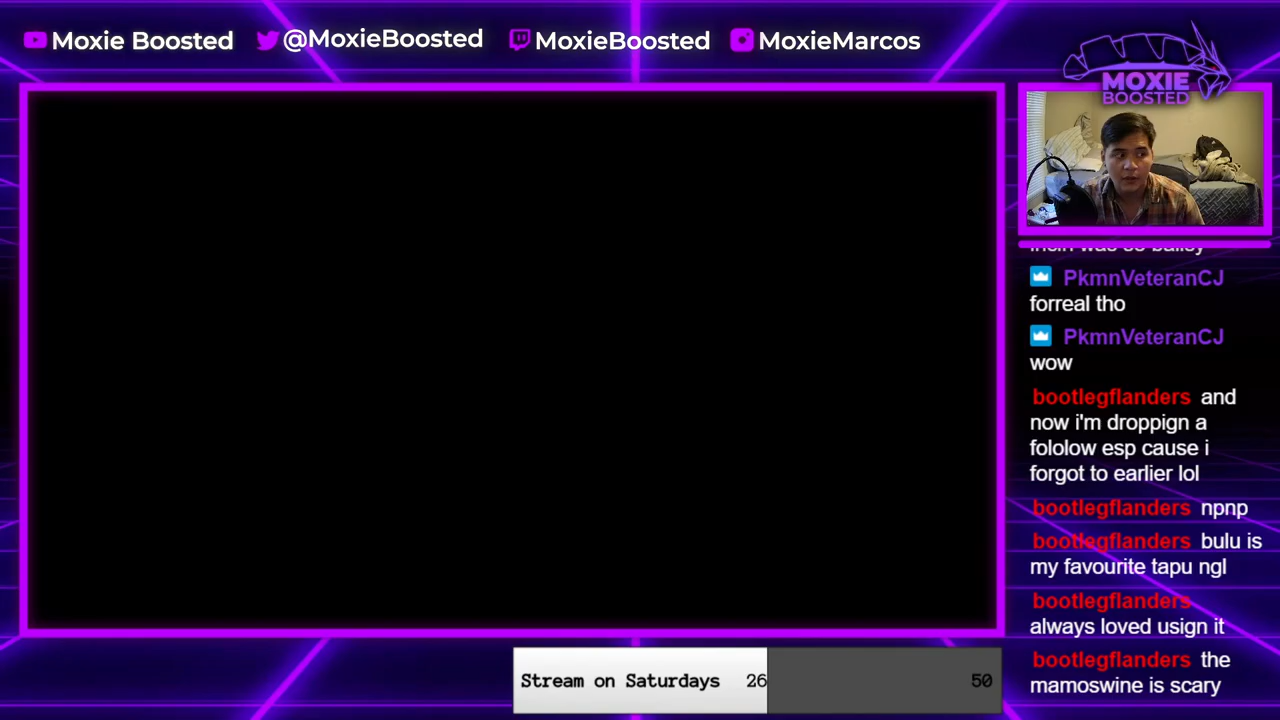 Moxie Boosted @MoxieBoosted MoxieBoosted MoxieMarcos
MOXIE
BOOSTED
PkmnVeteranCJ
forreal tho
PkmnVeteranCJ
wow
bootlegflanders and
now i'm droppign a
fololow esp cause i
forgot to earlier lol
bootlegflanders npnp
bootlegflanders bulu is
my favourite tapu ngl
bootlegflanders
always loved usign it
bootlegflanders the
mamoswine is scary
Stream on Saturdays 26 50